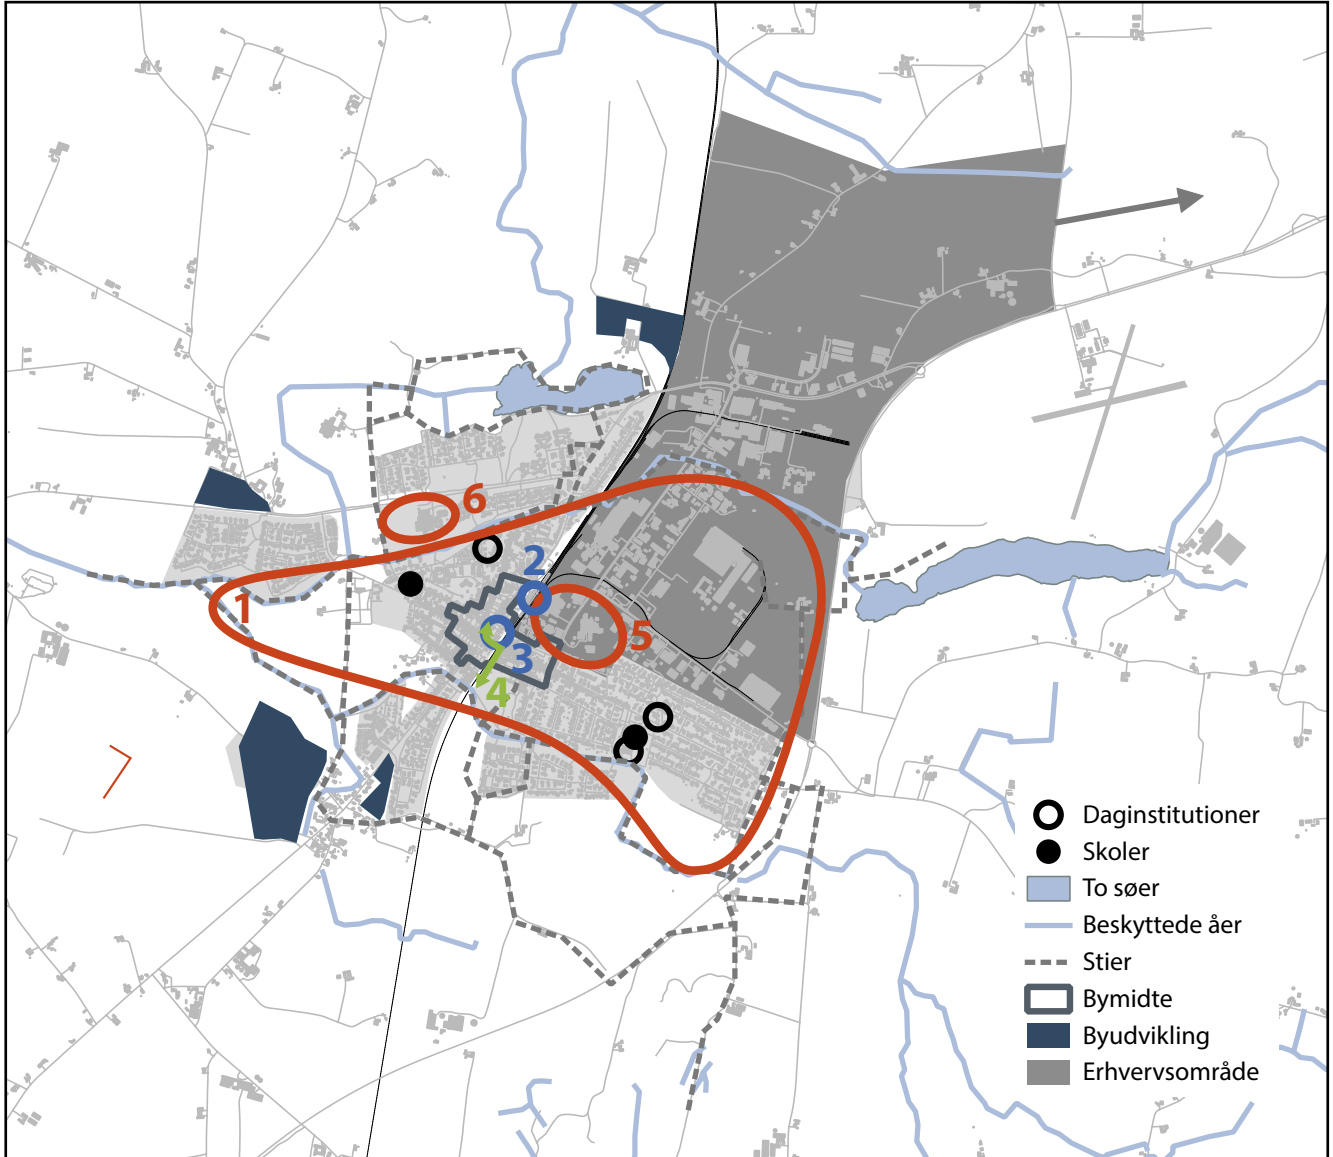 6
2
1
5
3
4
Daginstitutioner
Skoler
To søer
Beskyttede åer
Stier
Bymidte
Byudvikling
Erhvervsområde